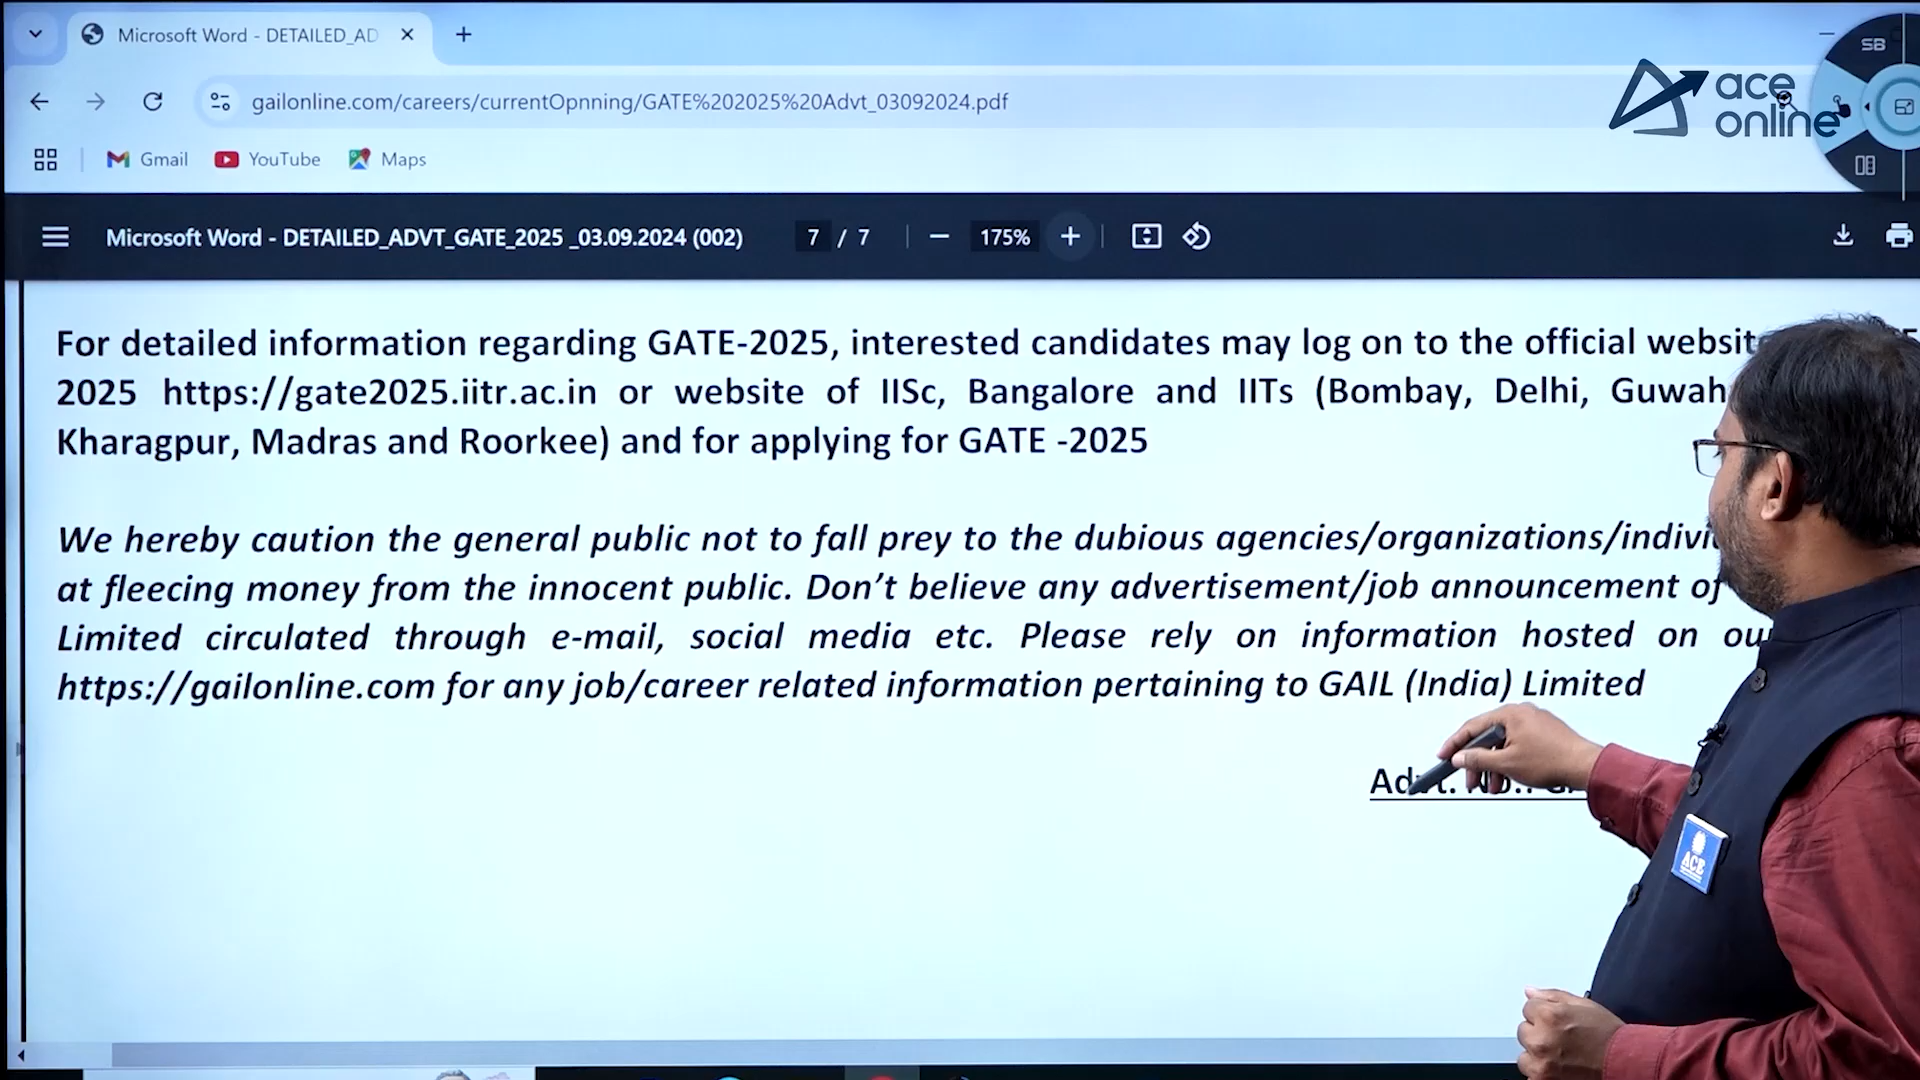 Microsoft Word - DETAILED_AD
SB
gailonline.com/careers/currentOpnning/GATE%202025%20Advt_03092024.pdf
ace
online
Gmail YouTube Maps
Microsoft Word - DETAILED_ADVT_GATE_2025 _03.09.2024 (002) 7 / 7 175%
For detailed information regarding GATE-2025, interested candidates may log on to the official
2025 https://gate2025.iitr.ac.in or website of IISc, Bangalore and IITs (Bombay, Delhi,
Kharagpur, Madras and Roorkee) and for applying for GATE -2025
We hereby caution the general public not to fall prey to the dubious agencies/organizations/
at fleecing money from the innocent public. Don’t believe any advertisement/job announcement of
Limited circulated through e-mail, social media etc. Please rely on information hosted on
https://gailonline.com for any job/career related information pertaining to GAIL (India) Limited
ACE